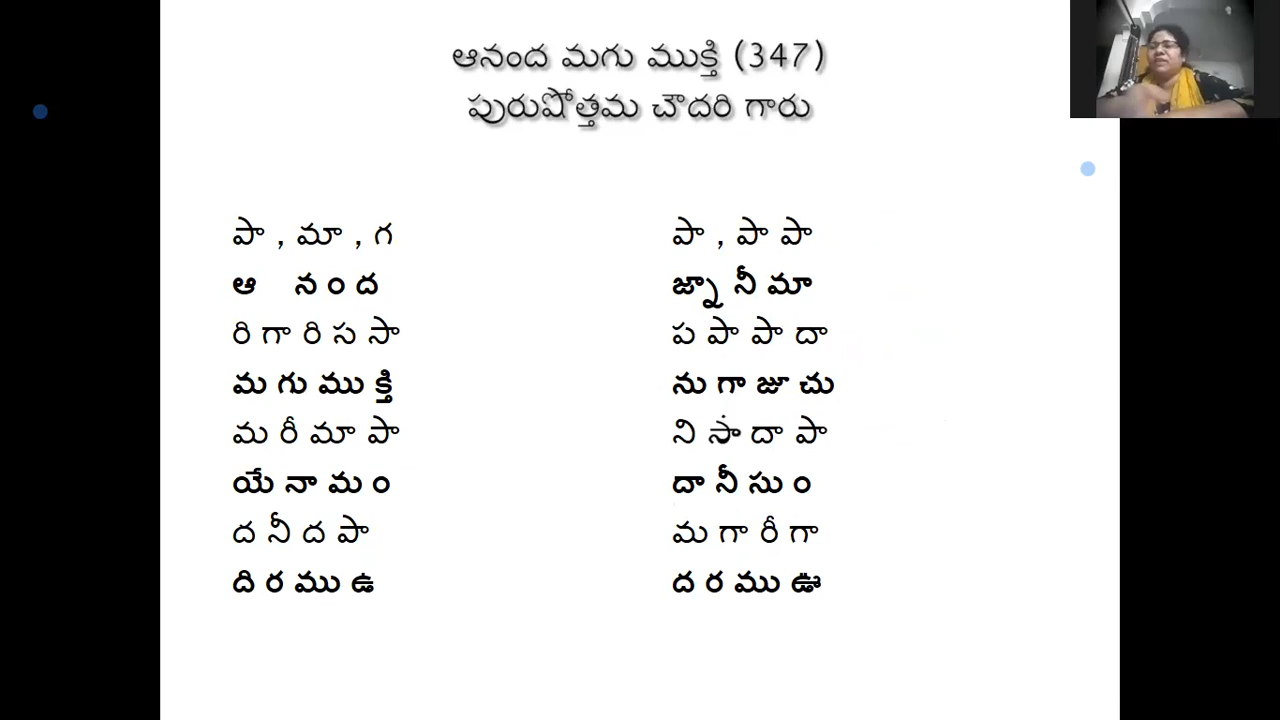 ఆనంద మగు ముక్తి (347)
పురుషోత్తమ చౌదరి గారు
పా , మా , గ
ఆ నం ద
రి గా రి స సా
మ గు ము క్తి
మ రీ మా పా
యే నా మ ం
ద నీ ద పా
ది ర ము ఉ
పా , పా పా
జ్నా నీ మా
ప పా పా దా
ను గా జూ చు
ని సా̇ దా పా
దా నీ సు ం
మ గా రీ గా
ద ర ము ఊ